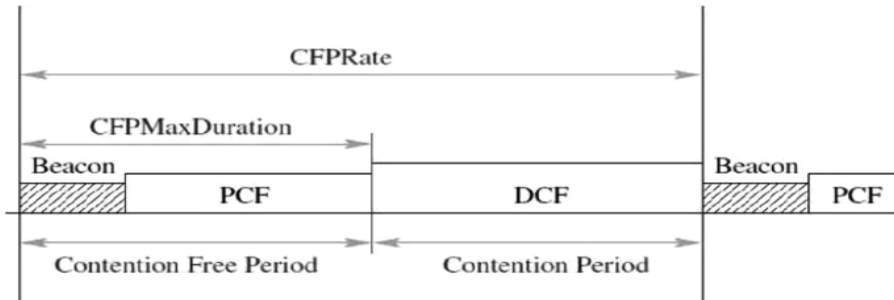 CFPRate
CFPMaxDuration
Beacon
Beacon
PCF
DCF
PCF
Contention Free Period
Contention Period